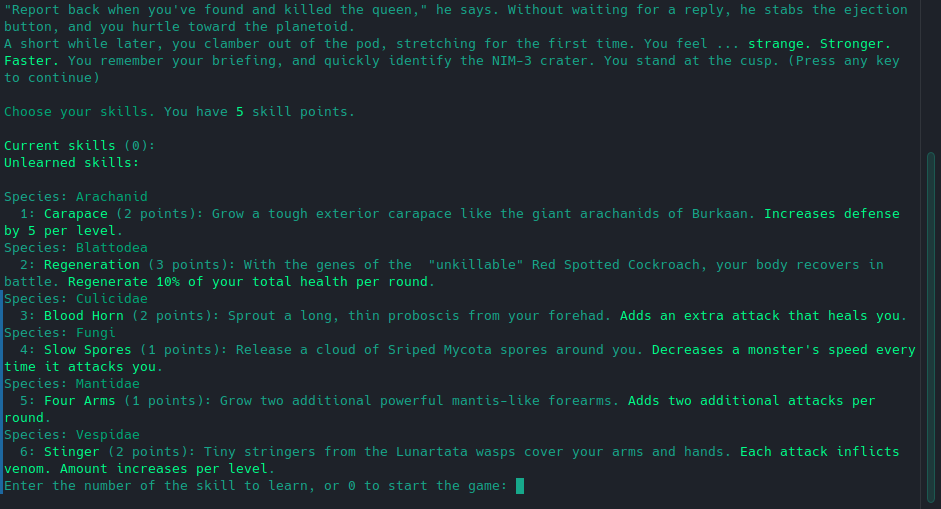 "Report back when you've found and killed the queen," he says. Without waiting for a reply, he stabs the ejection
button, and you hurtle toward the planetoid.
A short while later, you clamber out of the pod, stretching for the first time. You feel ... strange. Stronger.
Faster. You remember your briefing, and quickly identify the NIM-3 crater. You stand at the cusp. (Press any key
to continue)
Choose your skills. You have 5 skill points.
Current skills (0):
Unlearned skills:
Species: Arachanid
1: Carapace (2 points): Grow a tough exterior carapace like the giant arachanids of Burkaan. Increases defense
by 5 per level.
Species: Blattodea
2: Regeneration (3 points): With the genes of the  "unkillable" Red Spotted Cockroach, your body recovers in
battle. Regenerate 10% of your total health per round.
Species: Culicidae
3: Blood Horn (2 points): Sprout a long, thin proboscis from your forehad. Adds an extra attack that heals you.
Species: Fungi
4: Slow Spores (1 points): Release a cloud of Sriped Mycota spores around you. Decreases a monster's speed every
time it attacks you.
Species: Mantidae
5: Four Arms (1 points): Grow two additional powerful mantis-like forearms. Adds two additional attacks per
round.
Species: Vespidae
6: Stinger (2 points): Tiny stringers from the Lunartata wasps cover your arms and hands. Each attack inflicts
venom. Amount increases per level.
Enter the number of the skill to learn, or 0 to start the game: